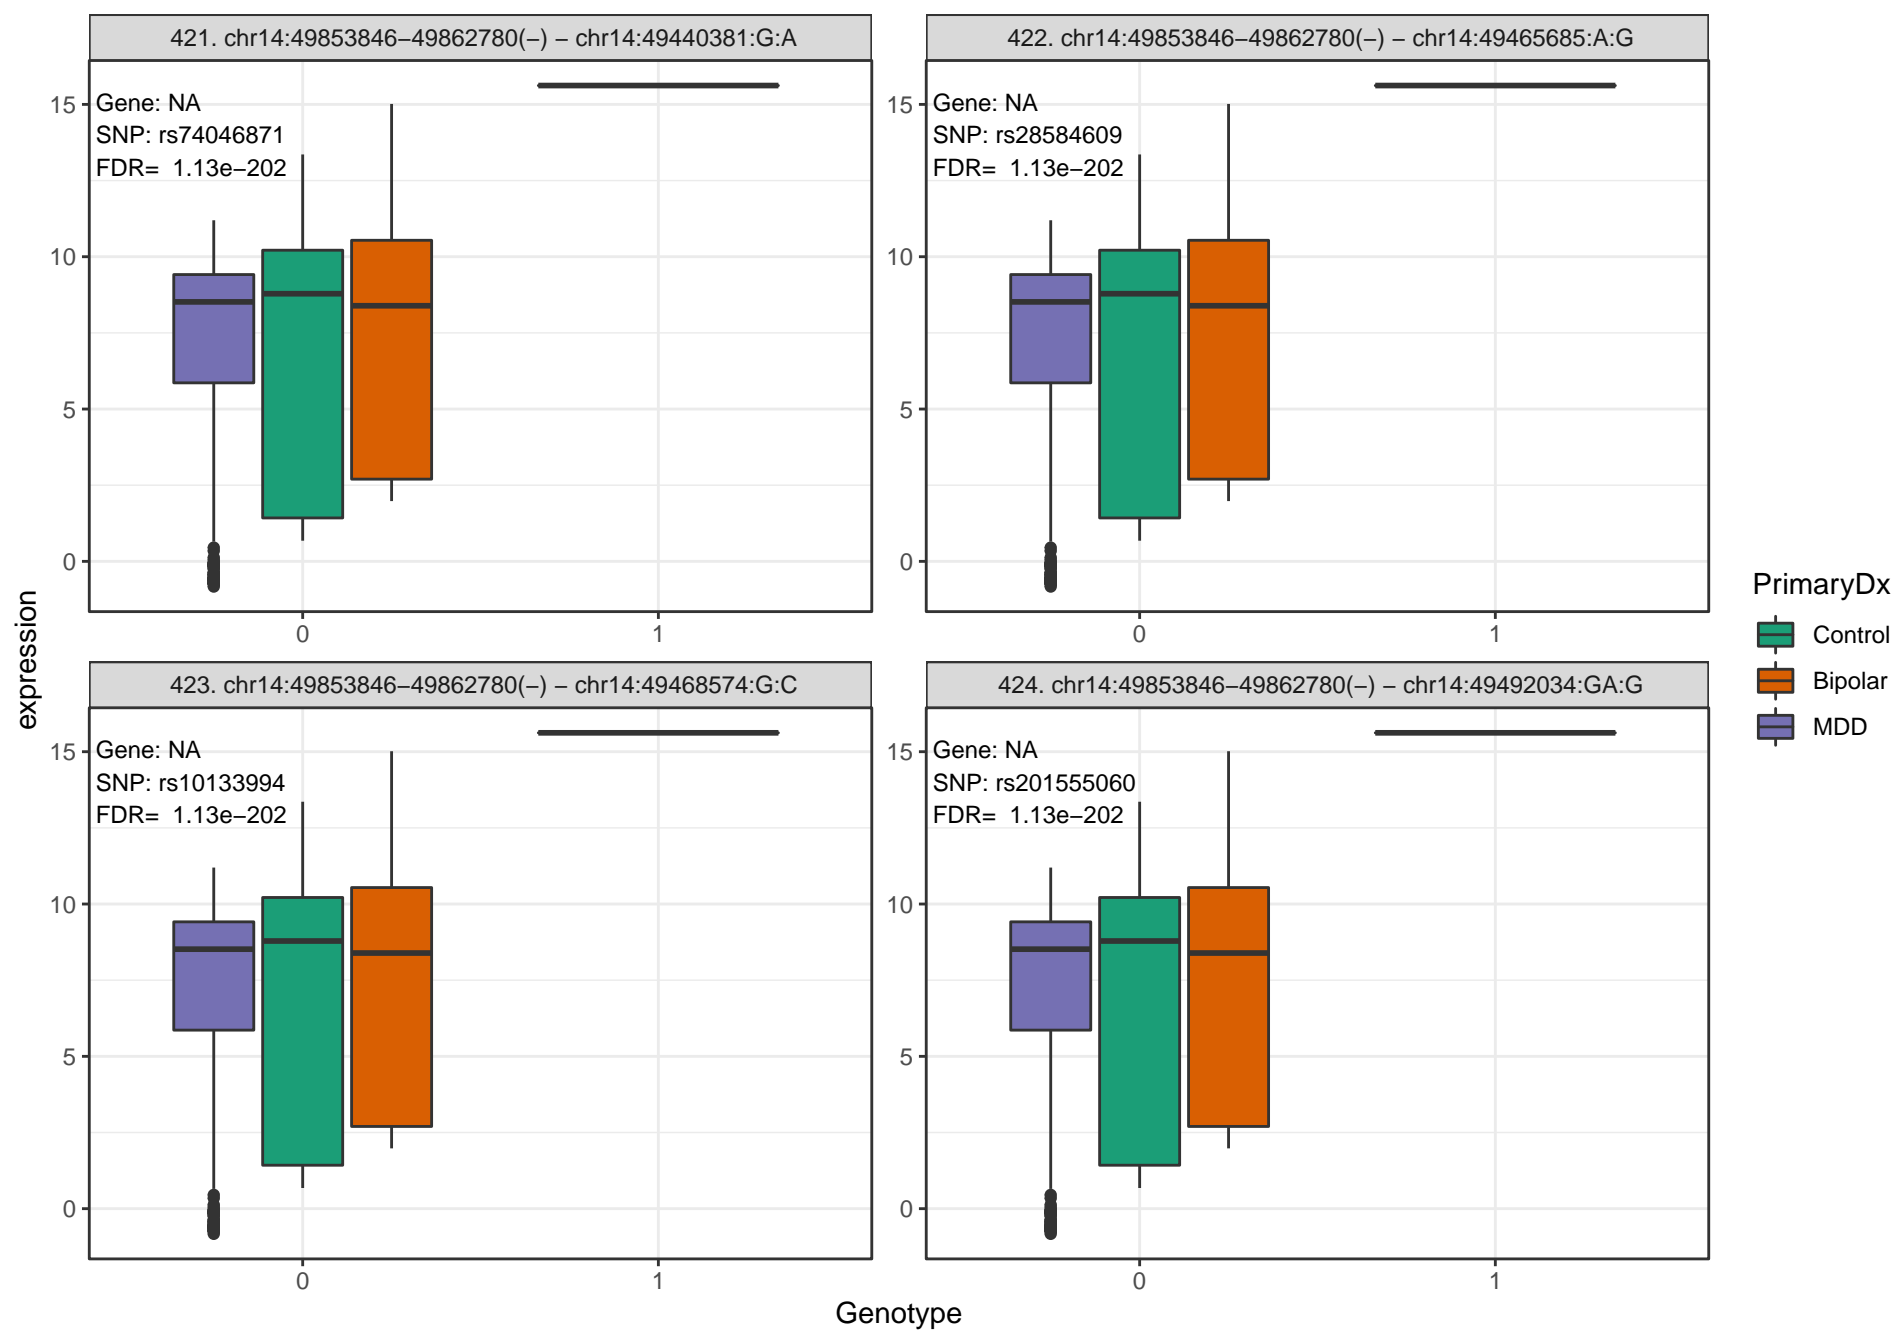 421. chr14:49853846−49862780(−) − chr14:49440381:G:A
Gene: NA
SNP: rs74046871
FDR= 1.13e−202
15
10
5
0
0 1
422. chr14:49853846−49862780(−) − chr14:49465685:A:G
Gene: NA
SNP: rs28584609
FDR= 1.13e−202
15
10
5
0
0 1
423. chr14:49853846−49862780(−) − chr14:49468574:G:C
Gene: NA
SNP: rs10133994
FDR= 1.13e−202
15
10
5
0
0 1
424. chr14:49853846−49862780(−) − chr14:49492034:GA:G
Gene: NA
SNP: rs201555060
FDR= 1.13e−202
15
10
5
0
0 1
expression
Genotype
PrimaryDx
Control
Bipolar
MDD